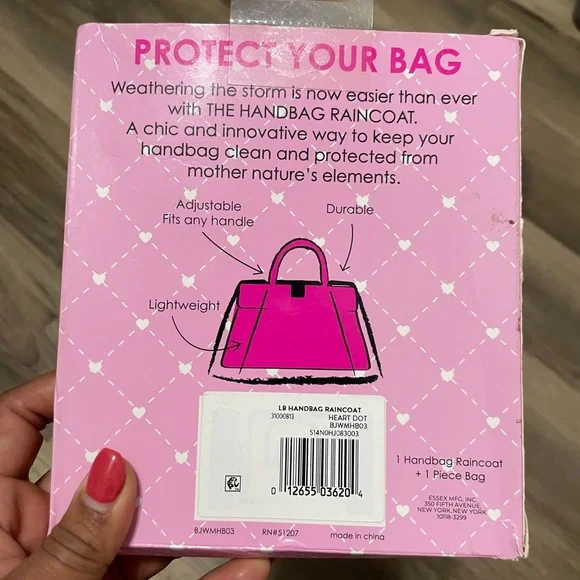 PROTECT YOUR BAG
Weathering the storm is now easier than ever
with THE HANDBAG RAINCOAT.
A chic and innovative way to keep your
handbag clean and protected from
mother nature's elements.
Adjustable
Fits any handle
Durable
Lightweight
LB HANDBAG RAINCOAT
31000813 HEART DOT
BJWMHB03
S14N0HJ083003
0 12655 03620 4
1 Handbag Raincoat
+ 1 Piece Bag
ESSEX MFG. INC.
350 FIFTH AVENUE,
NEW YORK, NEW YORK
10118-3299
BJWMHB03 RN#51207 made in china